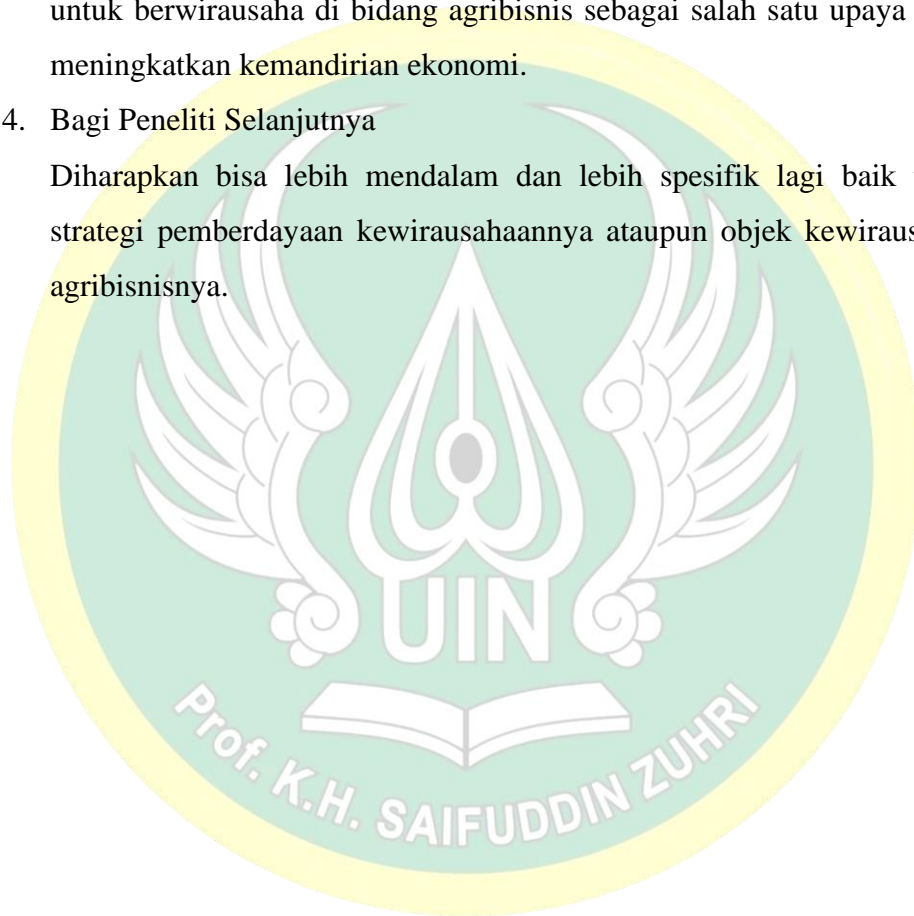 untuk berwirausaha di bidang agribisnis sebagai salah satu upaya
meningkatkan kemandirian ekonomi.
4. Bagi Peneliti Selanjutnya
Diharapkan bisa lebih mendalam dan lebih spesifik lagi baik
strategi pemberdayaan kewirausahaannya ataupun objek
agribisnisnya.
UIN
Prof. K.H. SAIFUDDIN ZUHRI